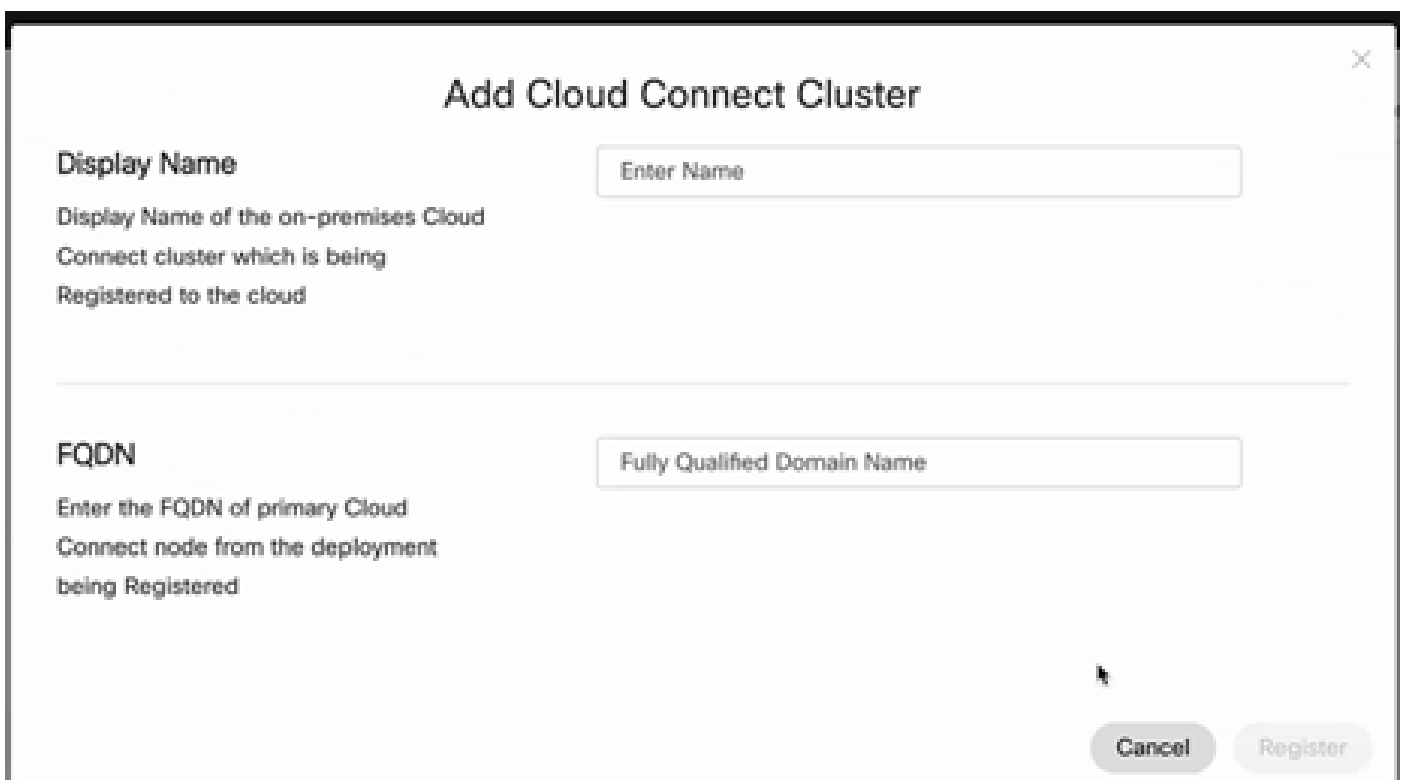 Add Cloud Connect Cluster
Display Name
Enter Name
Display Name of the on-premises Cloud
Connect cluster which is being
Registered to the cloud
FQDN
Fully Qualified Domain Name
Enter the FQDN of primary Cloud
Connect node from the deployment
being Registered
Cancel
Register